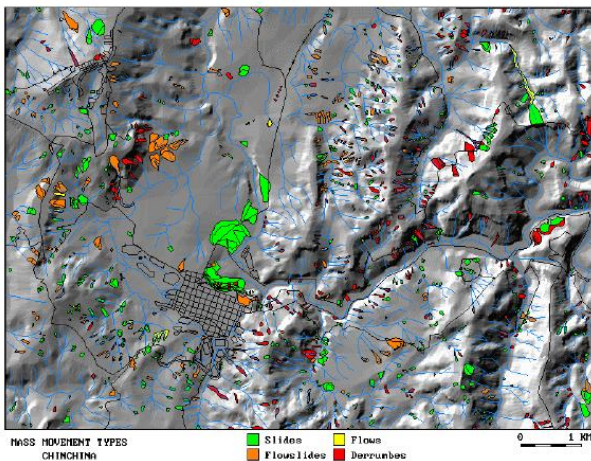 MASS MOVEMENT TYPES
CHINCHINA
Slides
Flows
Flowslides
Derrumbes
0 1 KM